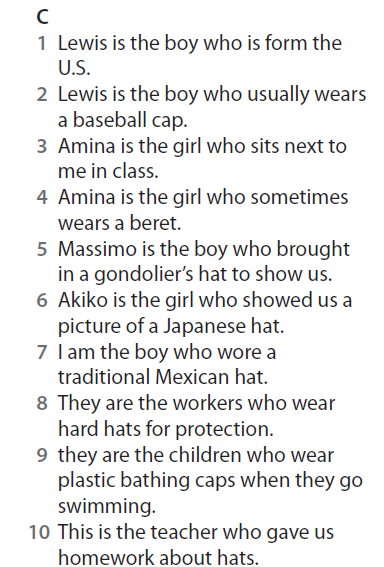 C
1 Lewis is the boy who is form the
U.S.
2 Lewis is the boy who usually wears
a baseball cap.
3 Amina is the girl who sits next to
me in class.
4 Amina is the girl who sometimes
wears a beret.
5 Massimo is the boy who brought
in a gondolier’s hat to show us.
6 Akiko is the girl who showed us a
picture of a Japanese hat.
7 I am the boy who wore a
traditional Mexican hat.
8 They are the workers who wear
hard hats for protection.
9 they are the children who wear
plastic bathing caps when they go
swimming.
10 This is the teacher who gave us
homework about hats.